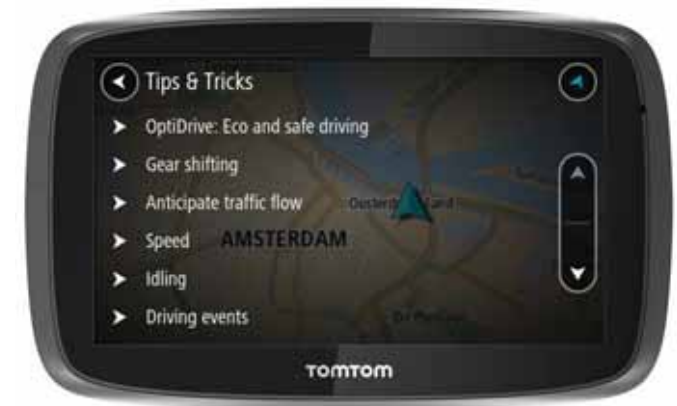 Tips & Tricks
OptiDrive: Eco and safe driving
Gear shifting
Anticipate traffic flow
Speed
AMSTERDAM
Idling
Driving events
TOMTOM